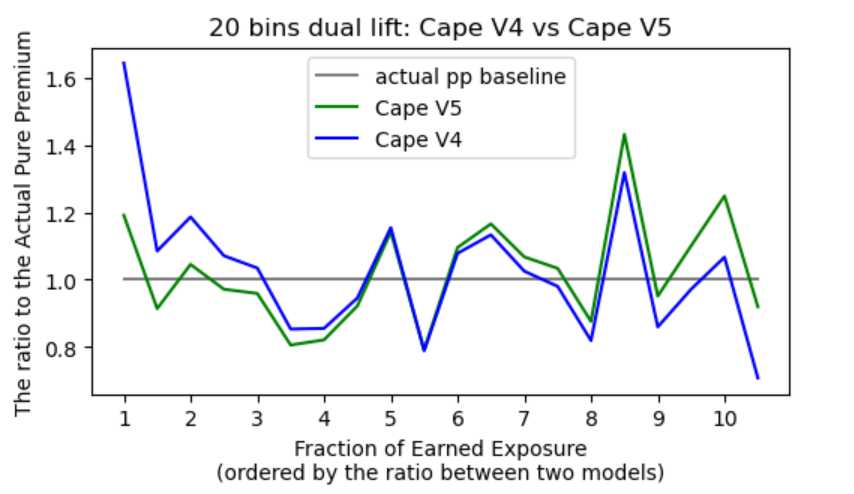 20 bins dual lift: Cape V4 vs Cape V5
The ratio to the Actual Pure Premium
1.6
1.4
1.2
1.0
0.8
actual pp baseline
Cape V5
Cape V4
1 2 3 4 5 6 7 8 9 10
Fraction of Earned Exposure
(ordered by the ratio between two models)